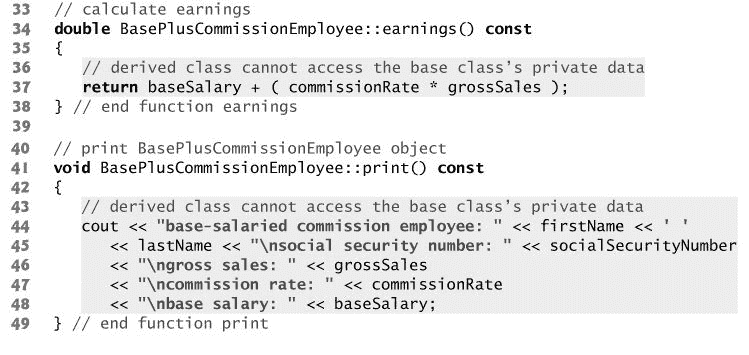 33 // calculate earnings
34 double BasePlusCommissionEmployee::earnings() const
35 {
36    // derived class cannot access the base class’s private data
37    return baseSalary + ( commissionRate * grossSales );
38 } // end function earnings
39
40 // print BasePlusCommissionEmployee object
41 void BasePlusCommissionEmployee::print() const
42 {
43    // derived class cannot access the base class’s private data
44    cout << "base-salaried commission employee: " << firstName << ' '
45       << lastName << "\nsocial security number: " << socialSecurityNumber
46       << "\ngross sales: " << grossSales
47       << "\ncommission rate: " << commissionRate
48       << "\nbase salary: " << baseSalary;
49 } // end function print